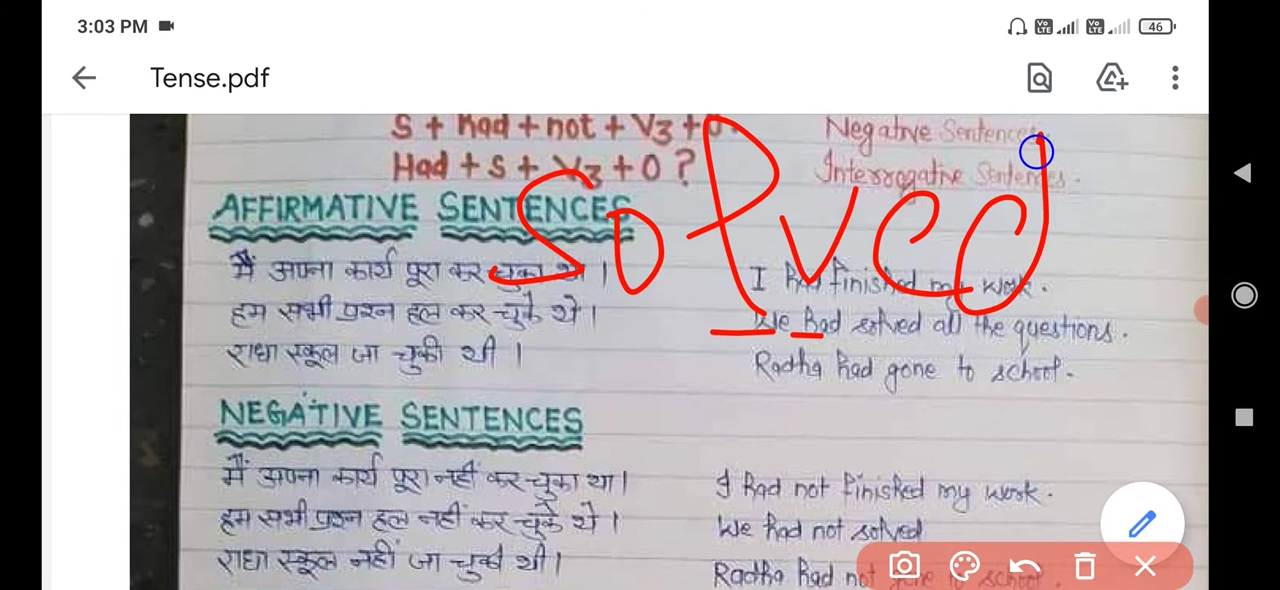 3:03 PM
46
Tense.pdf
S + Had + not + V3 + O.
Negative Sentences.
Had + S + V3 + O ?
Interrogative Sentences.
Solved
AFFIRMATIVE SENTENCES
मैं अपना कार्य पूरा कर चुका था।
I Had finished my work.
हम सभी प्रश्न हल कर चुके थे।
We Had solved all the questions.
राधा स्कूल जा चुकी थी।
Radha had gone to school.
NEGATIVE SENTENCES
मैं अपना कार्य पूरा नहीं कर चुका था।
I had not finished my work.
हम सभी प्रश्न हल नहीं कर चुके थे।
We had not solved
राधा स्कूल नहीं जा चुकी थी।
Radha had not gone to school.